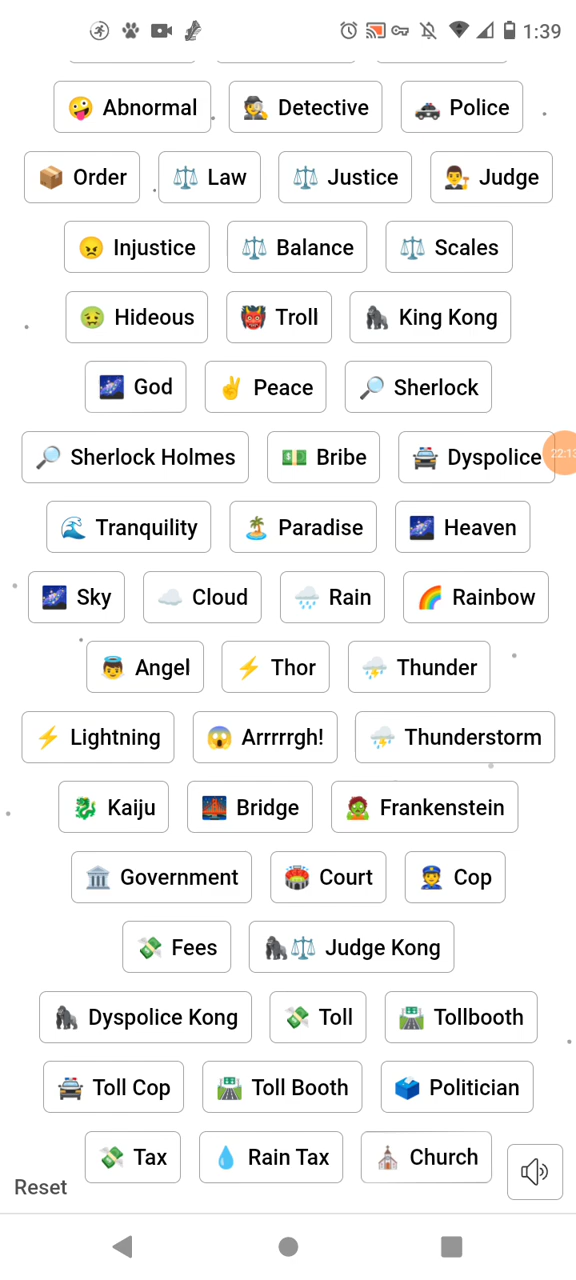 1:39
🤪 Abnormal 🕵️ Detective 🚓 Police
📦 Order ⚖️ Law ⚖️ Justice 👨‍⚖️ Judge
😠 Injustice ⚖️ Balance ⚖️ Scales
🤢 Hideous 👹 Troll 🦍 King Kong
🌌 God ✌️ Peace 🔎 Sherlock
🔎 Sherlock Holmes 💵 Bribe 🚔 Dyspolice 22:13
🌊 Tranquility 🏝️ Paradise 🌌 Heaven
🌌 Sky ☁️ Cloud 🌧️ Rain 🌈 Rainbow
👼 Angel ⚡ Thor ⛈️ Thunder
⚡ Lightning 😱 Arrrrrgh! ⛈️ Thunderstorm
🐉 Kaiju 🌉 Bridge 🧟 Frankenstein
🏛️ Government 🏟️ Court 👮 Cop
💸 Fees 🦍⚖️ Judge Kong
🦍 Dyspolice Kong 💸 Toll 🛣️ Tollbooth
🚔 Toll Cop 🛣️ Toll Booth 🗳️ Politician
💸 Tax 💧 Rain Tax ⛪ Church
Reset